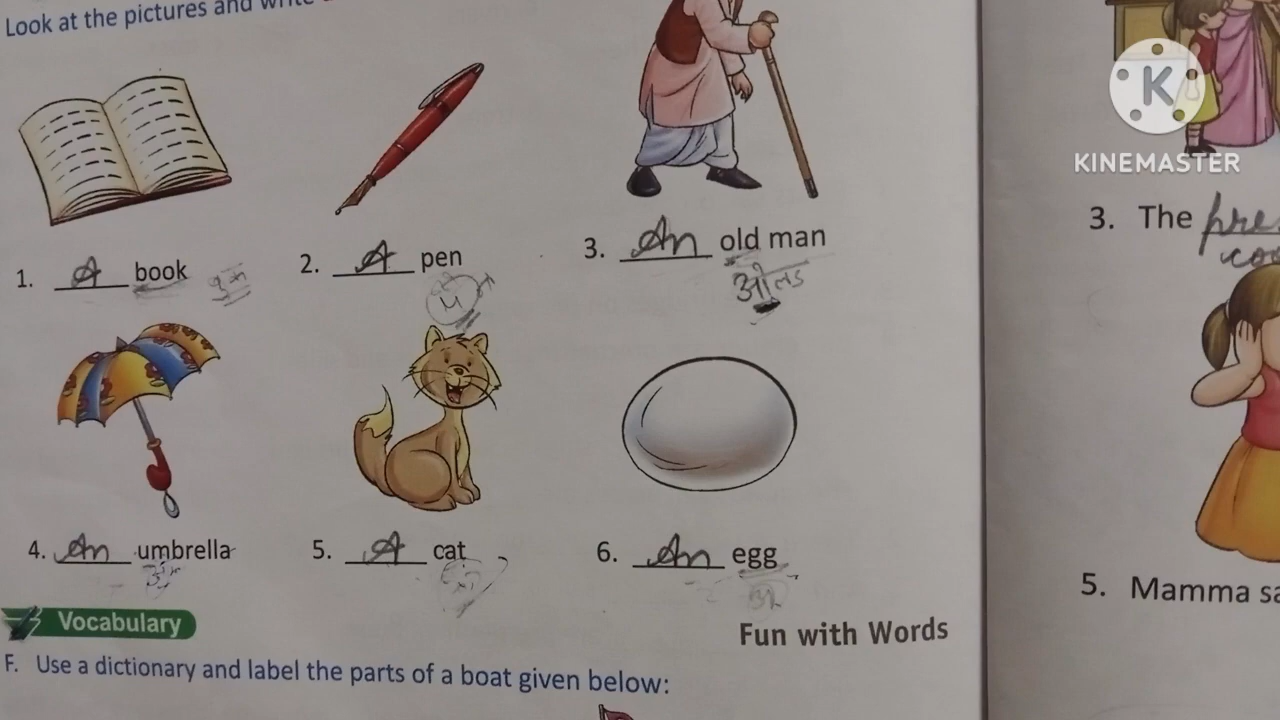 Look at the pictures and write
1. A book
2. A pen
3. An old man
ओलड
4. An umbrella
5. A cat
6. An egg
Vocabulary
Fun with Words
F. Use a dictionary and label the parts of a boat given below:
KINEMASTER
3. The
5. Mamma